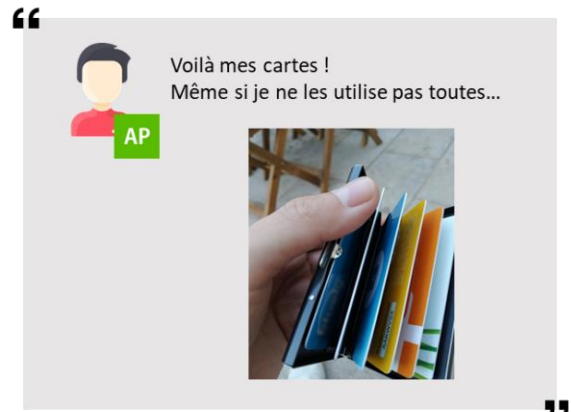 “
Voilà mes cartes !
Même si je ne les utilise pas toutes…
AP
”